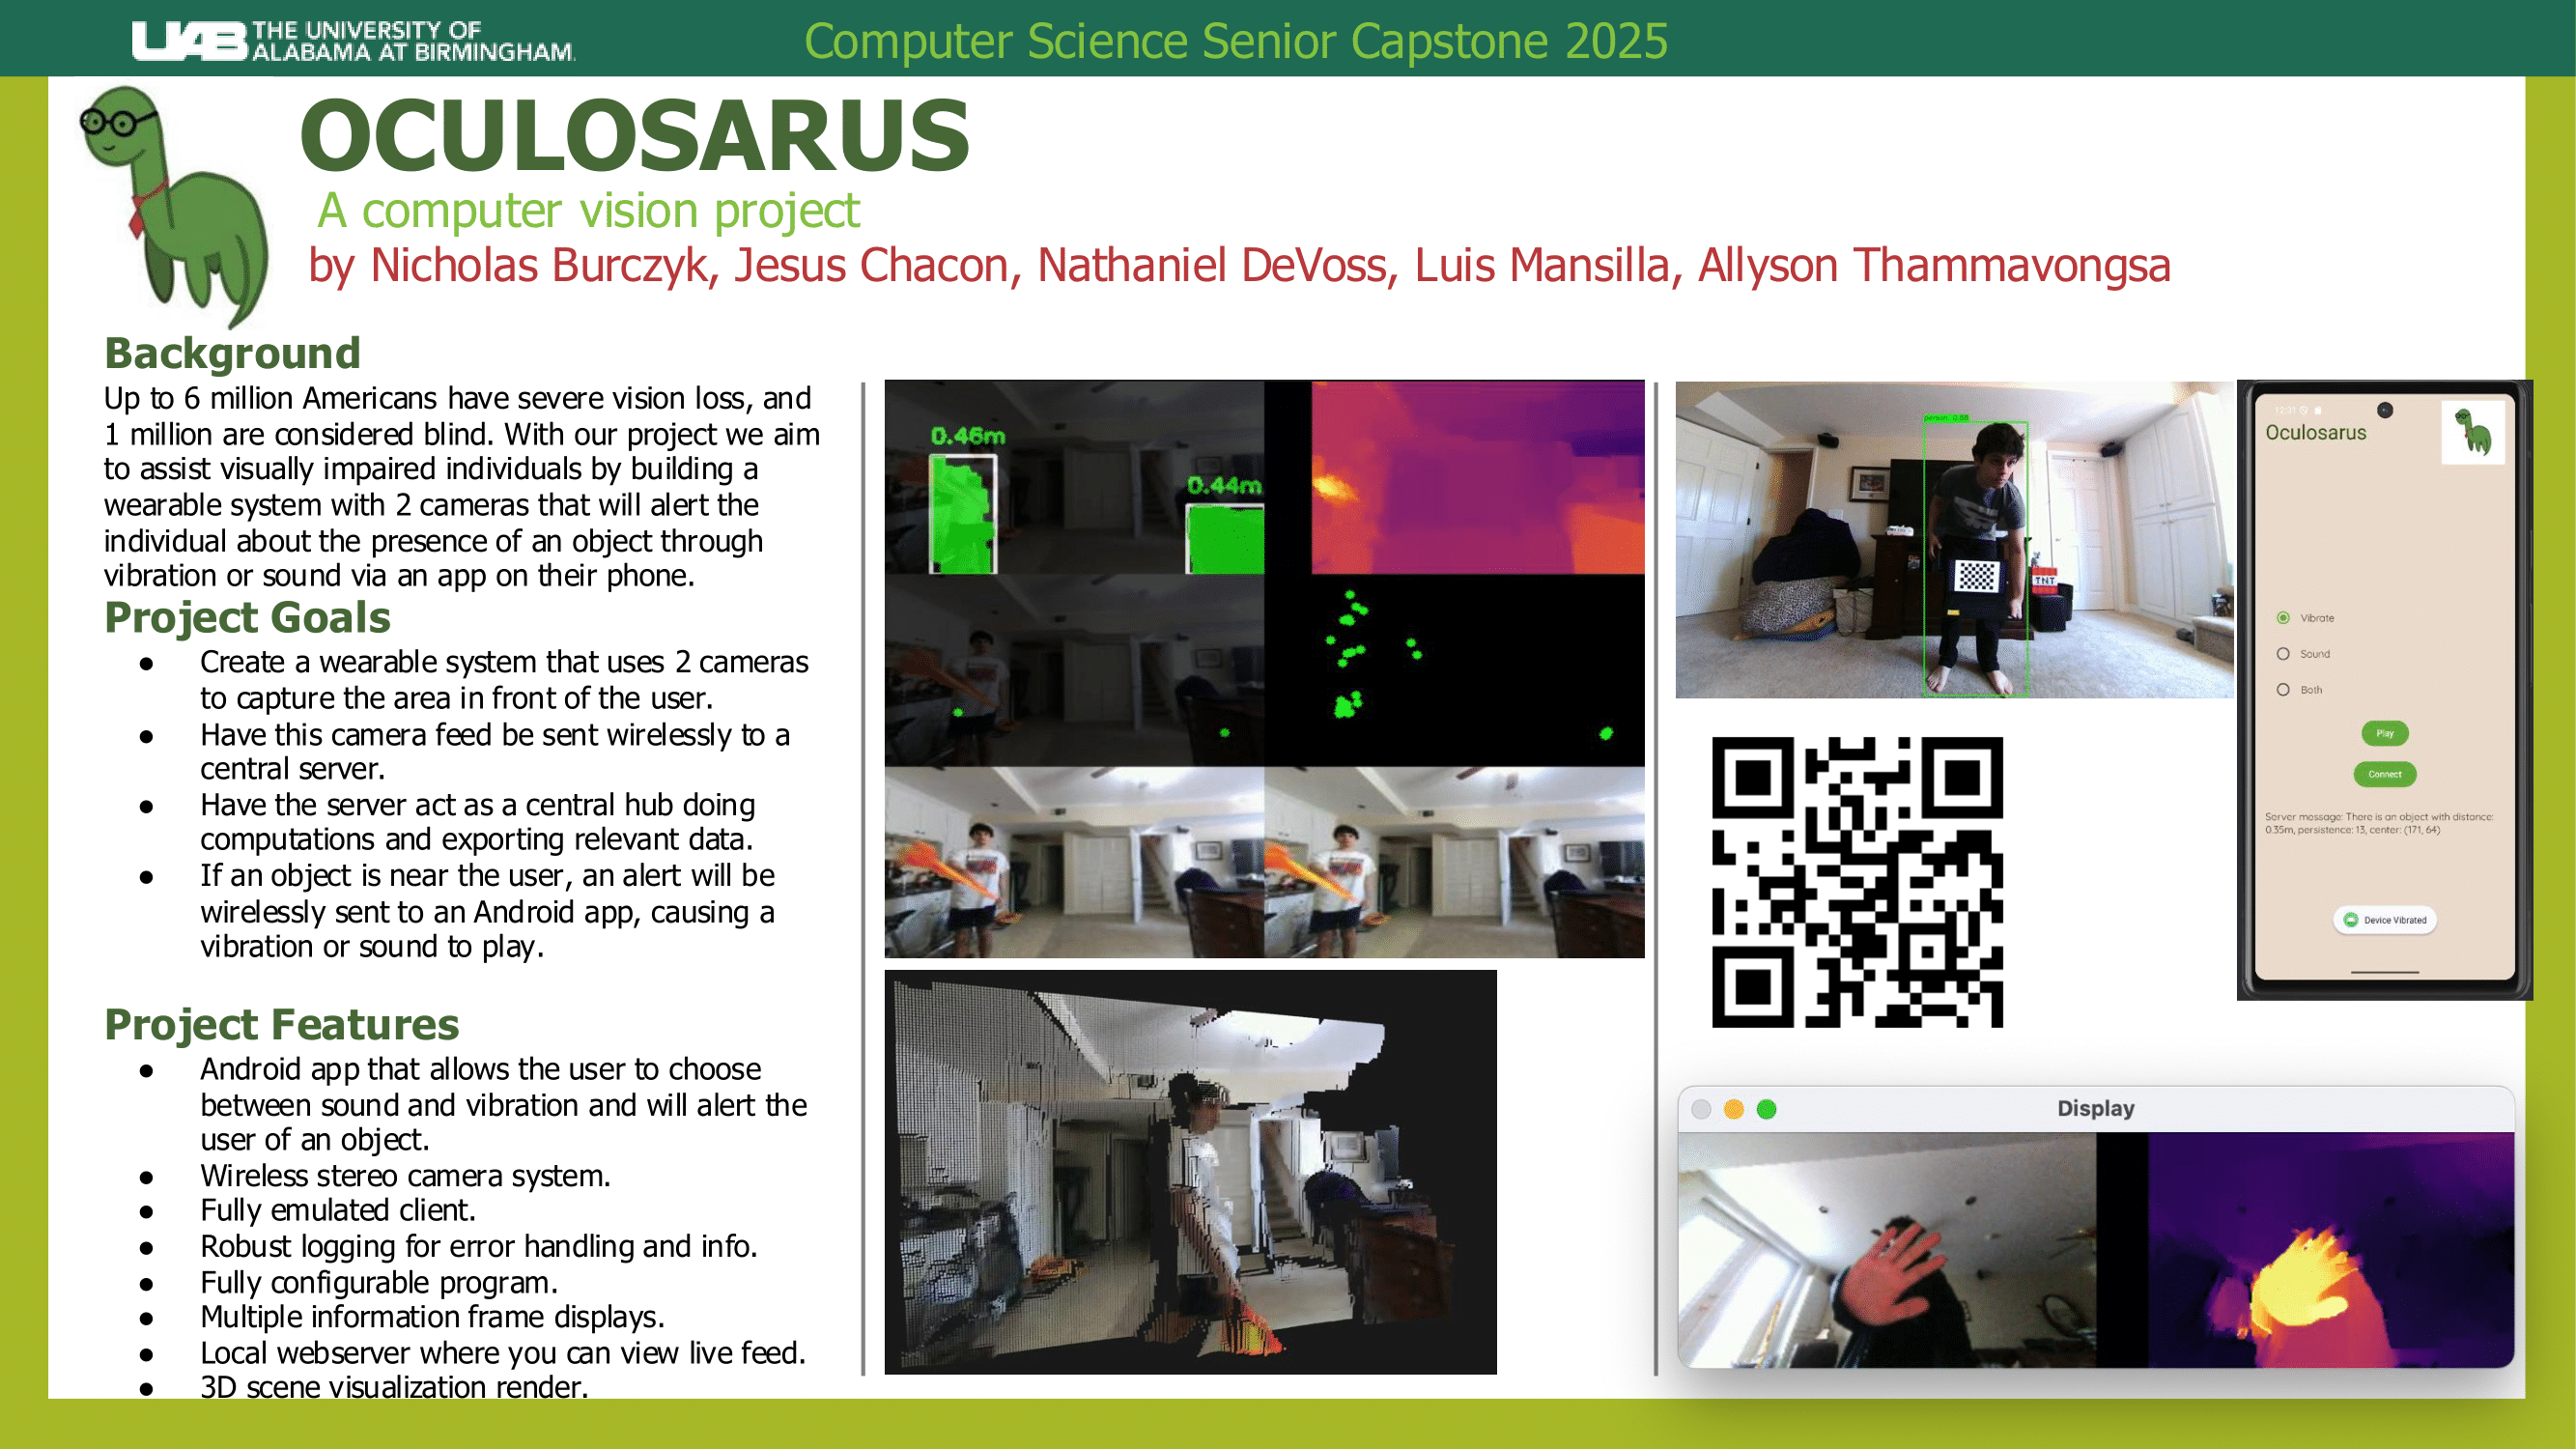 UAB THE UNIVERSITY OF
ALABAMA AT BIRMINGHAM.
Computer Science Senior Capstone 2025
OCULOSARUS
A computer vision project
by Nicholas Burczyk, Jesus Chacon, Nathaniel DeVoss, Luis Mansilla, Allyson Thammavongsa
Background
Up to 6 million Americans have severe vision loss, and
1 million are considered blind. With our project we aim
to assist visually impaired individuals by building a
wearable system with 2 cameras that will alert the
individual about the presence of an object through
vibration or sound via an app on their phone.
Project Goals
● Create a wearable system that uses 2 cameras
to capture the area in front of the user.
● Have this camera feed be sent wirelessly to a
central server.
● Have the server act as a central hub doing
computations and exporting relevant data.
● If an object is near the user, an alert will be
wirelessly sent to an Android app, causing a
vibration or sound to play.
Project Features
● Android app that allows the user to choose
between sound and vibration and will alert the
user of an object.
● Wireless stereo camera system.
● Fully emulated client.
● Robust logging for error handling and info.
● Fully configurable program.
● Multiple information frame displays.
● Local webserver where you can view live feed.
● 3D scene visualization render.
0.46m
0.44m
TNT
12:31
Oculosarus
Vibrate
Sound
Both
Play
Connect
Server message: There is an object with distance:
0.35m, persistence: 13, center: (171, 64)
Device Vibrated
Display